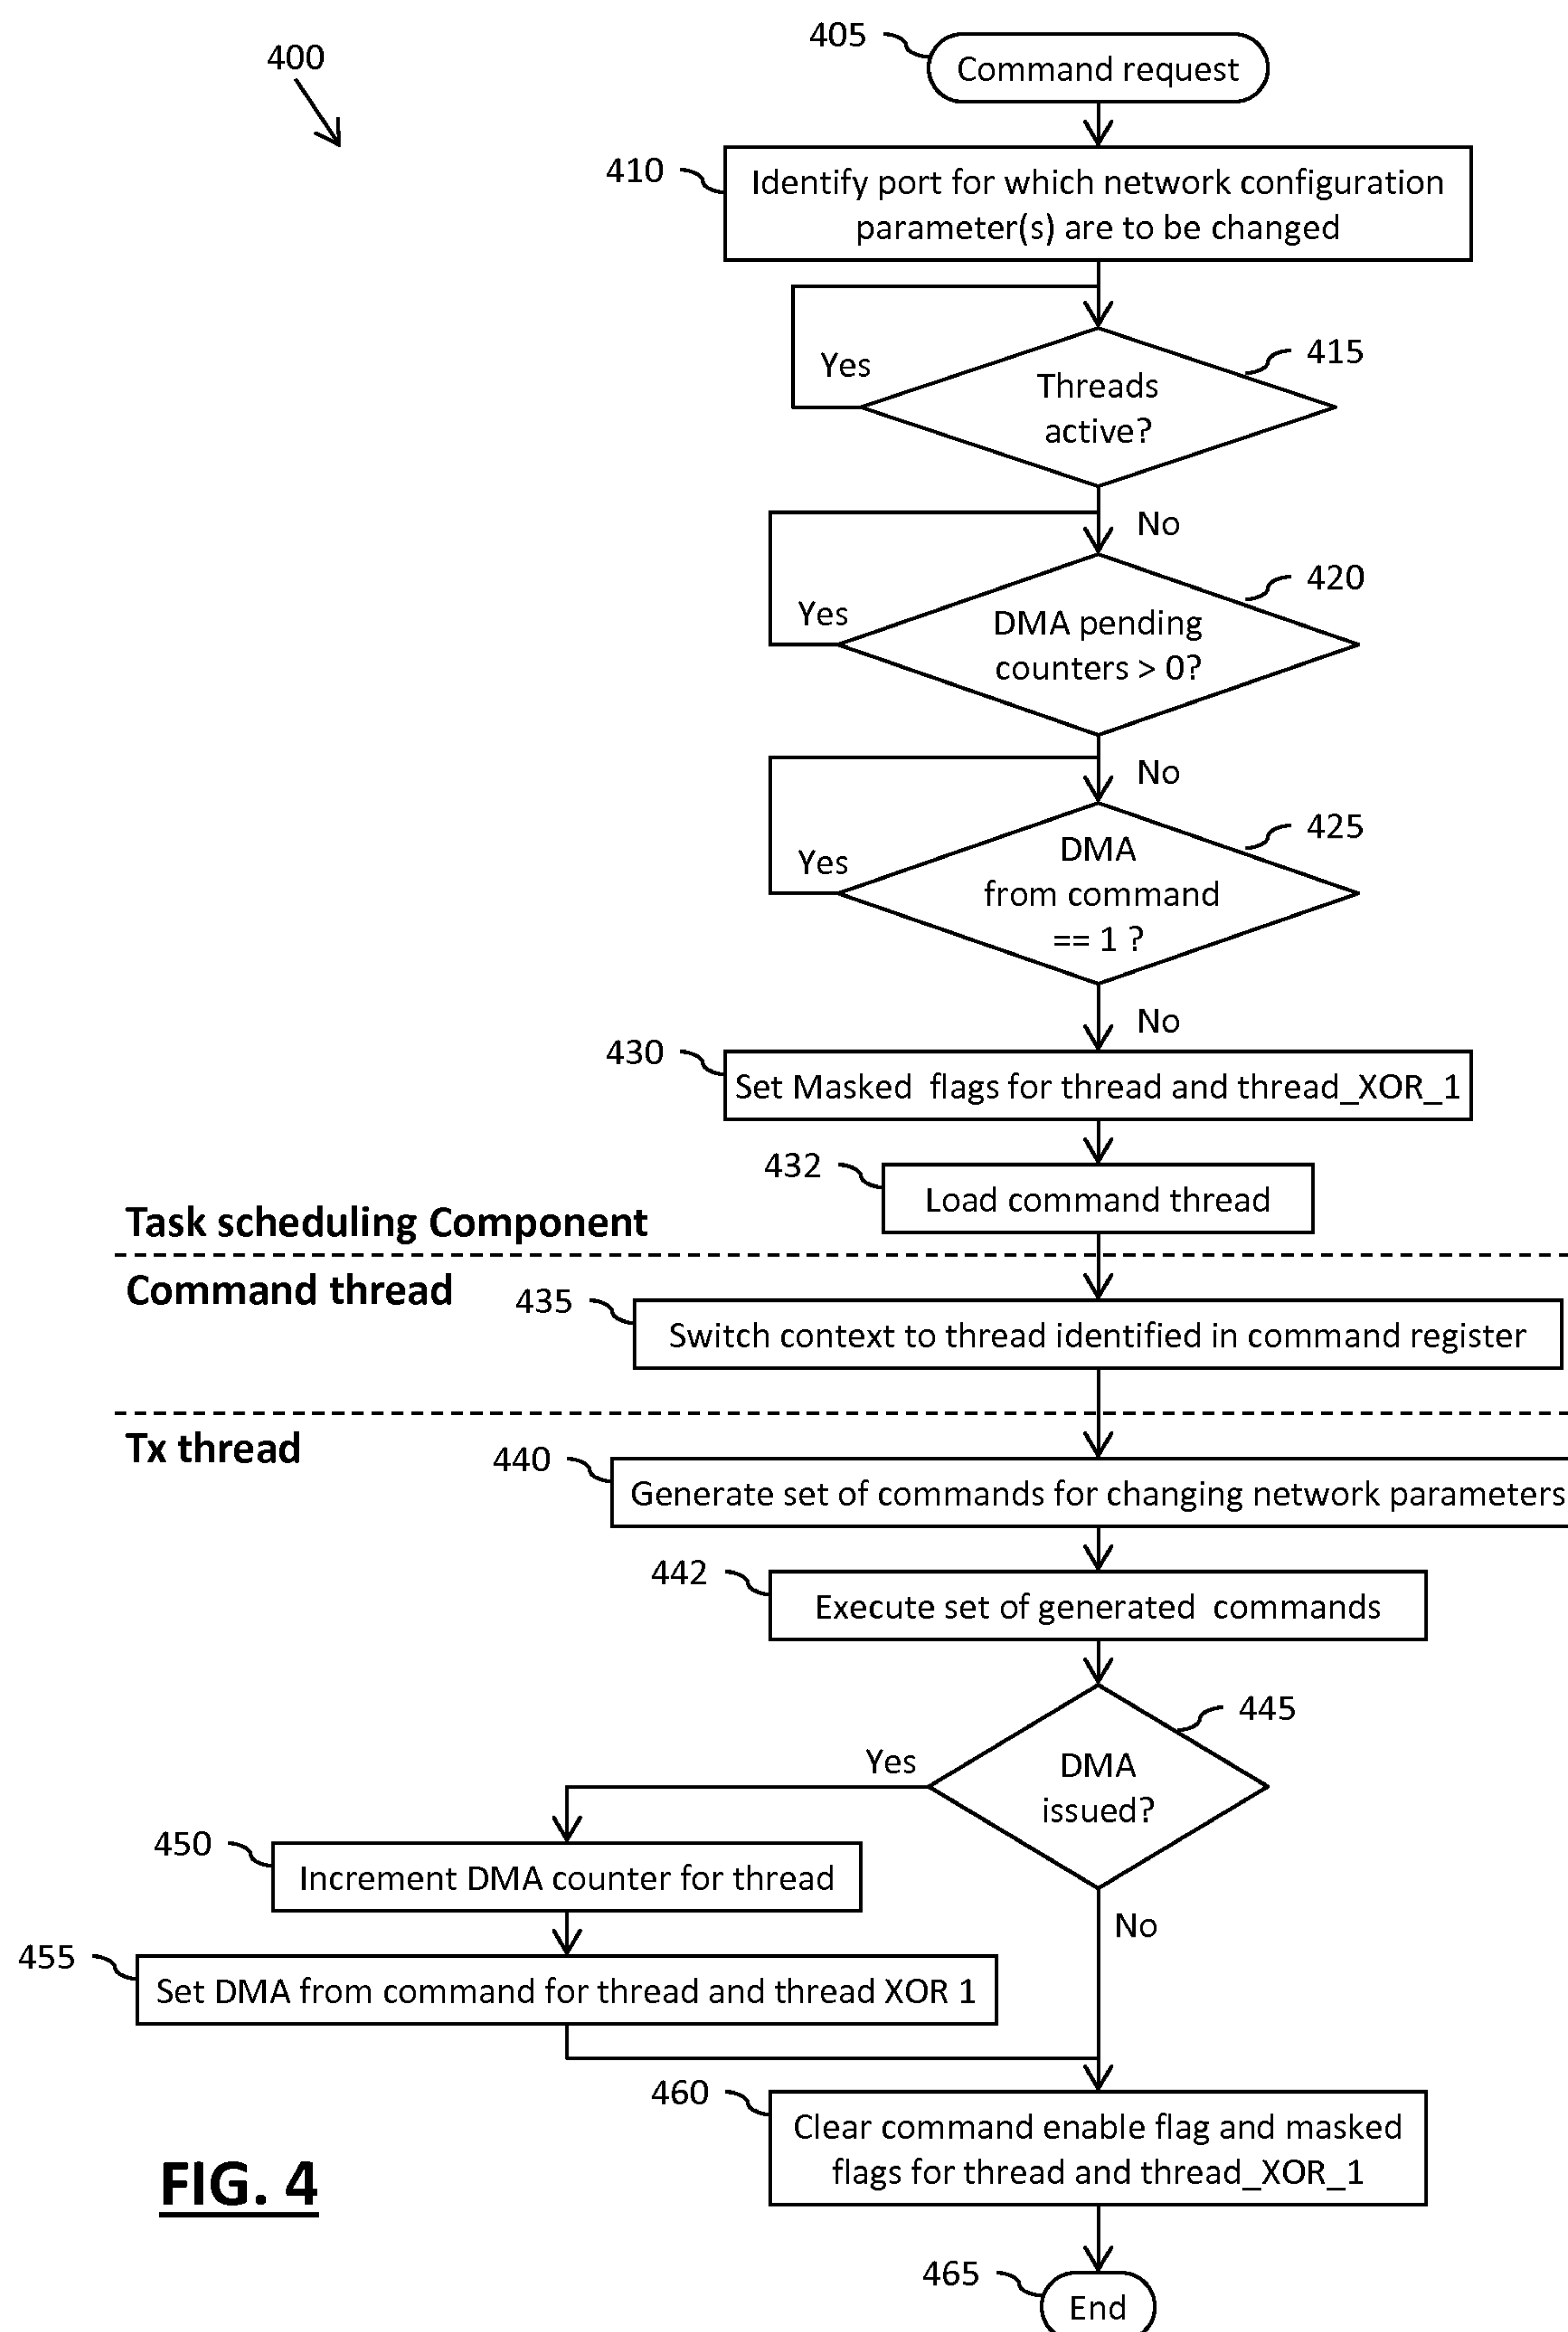 400
405
Command request
410
Identify port for which network configuration
parameter(s) are to be changed
415
Yes
Threads
active?
No
420
Yes
DMA pending
counters > 0?
No
425
Yes
DMA
from command
== 1 ?
No
430
Set Masked flags for thread and thread_XOR_1
432
Load command thread
Task scheduling Component
Command thread
435
Switch context to thread identified in command register
Tx thread
440
Generate set of commands for changing network parameters
442
Execute set of generated commands
445
Yes
DMA
issued?
450
Increment DMA counter for thread
No
455
Set DMA from command for thread and thread XOR 1
460
Clear command enable flag and masked
flags for thread and thread_XOR_1
FIG. 4
465
End